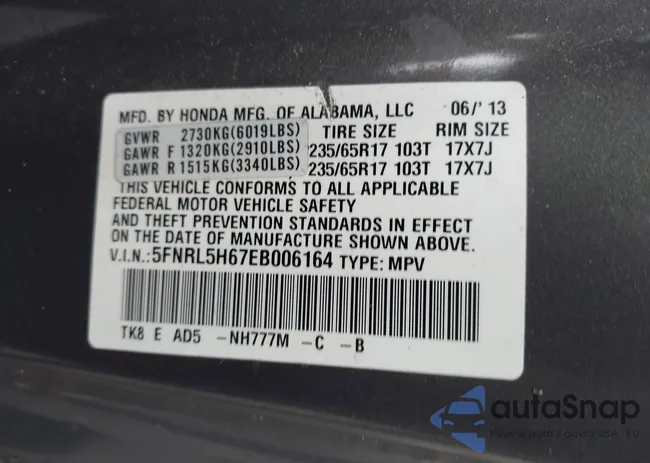 MFD. BY HONDA MFG. OF ALABAMA, LLC 06/'13
GVWR 2730KG(6019LBS) TIRE SIZE RIM SIZE
GAWR F 1320KG(2910LBS) 235/65R17 103T 17X7J
GAWR R 1515KG(3340LBS) 235/65R17 103T 17X7J
THIS VEHICLE CONFORMS TO ALL APPLICABLE
FEDERAL MOTOR VEHICLE SAFETY
AND THEFT PREVENTION STANDARDS IN EFFECT
ON THE DATE OF MANUFACTURE SHOWN ABOVE.
V.I.N.:5FNRL5H67EB006164 TYPE: MPV
TK8 E AD5 -NH777M -C -B
autaSnap